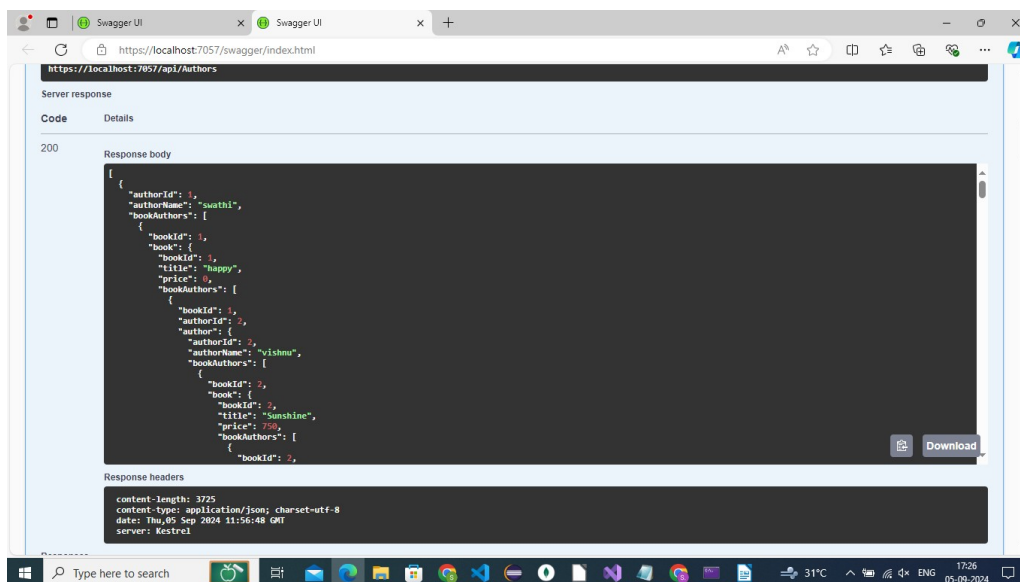 Swagger UI
Swagger UI
https://localhost:7057/swagger/index.html
https://localhost:7057/api/Authors
Server response
Code Details
200
Response body
[
{
"authorId": 1,
"authorName": "swathi",
"bookAuthors": [
{
"bookId": 1,
"book": {
"bookId": 1,
"title": "happy",
"price": 0,
"bookAuthors": [
{
"bookId": 1,
"authorId": 2,
"author": {
"authorId": 2,
"authorName": "vishnu",
"bookAuthors": [
{
"bookId": 2,
"book": {
"bookId": 2,
"title": "Sunshine",
"price": 750,
"bookAuthors": [
{
"bookId": 2,
Download
Response headers
content-length: 3725
content-type: application/json; charset=utf-8
date: Thu,05 Sep 2024 11:56:48 GMT
server: Kestrel
Type here to search
31°C
ENG
17:26
05-09-2024